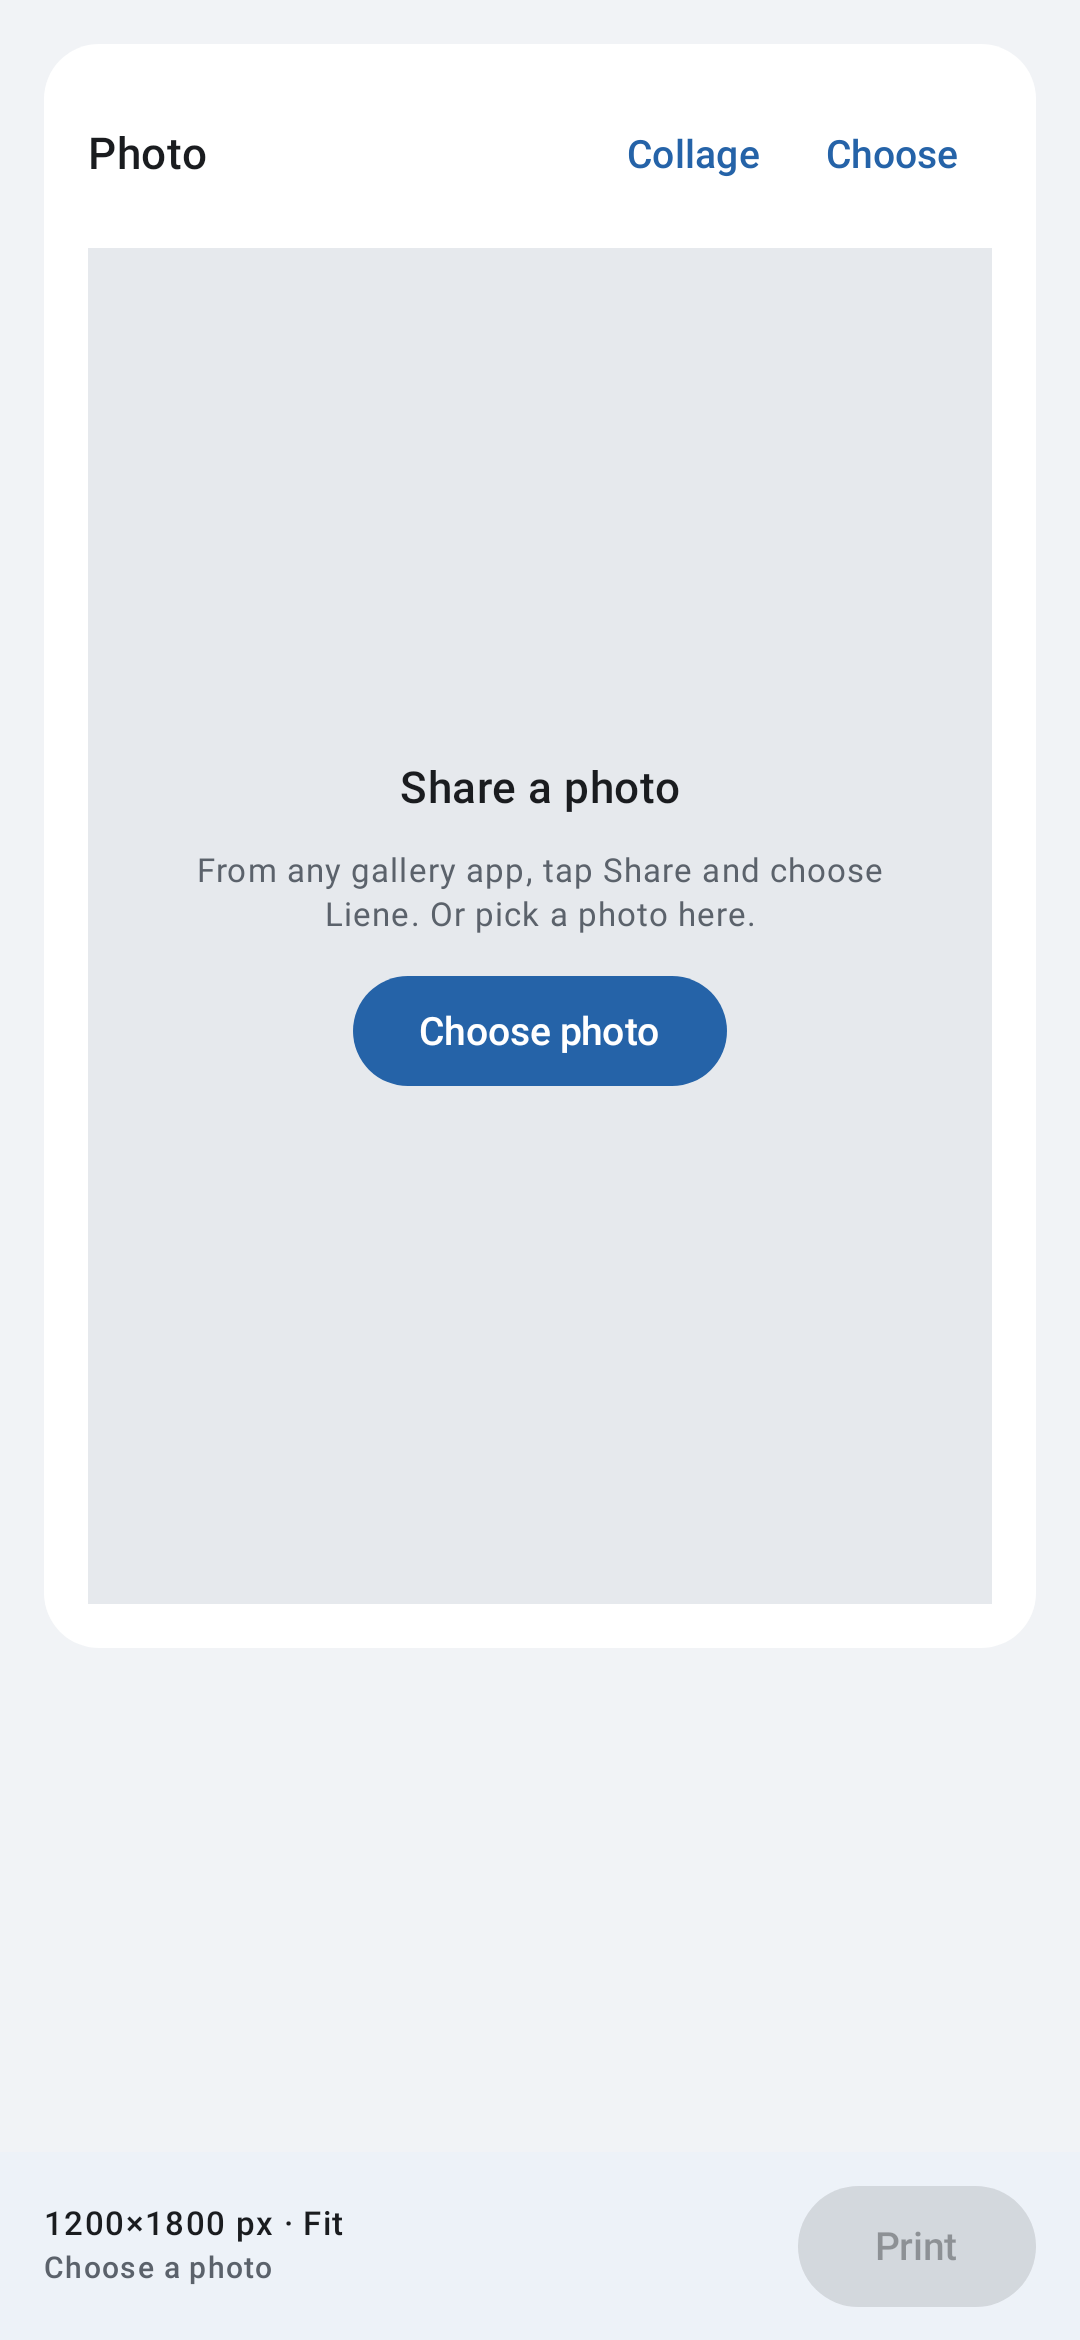 Photo
Collage
Choose
Share a photo
From any gallery app, tap Share and choose
Liene. Or pick a photo here.
Choose photo
1200×1800 px · Fit
Choose a photo
Print